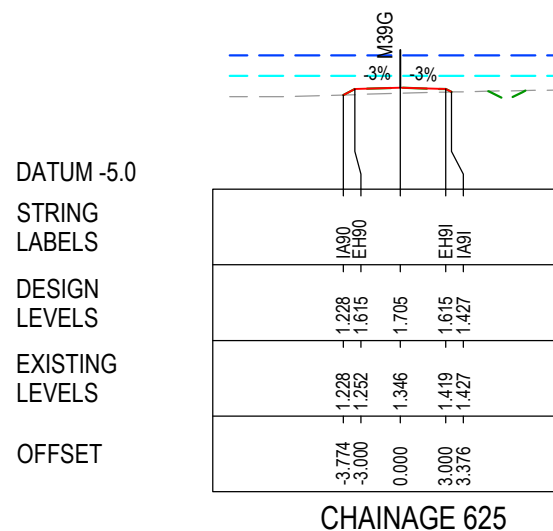 M39G
-3% -3%
DATUM -5.0
STRING
LABELS
IA90 EH90 EH9I IA9I
DESIGN
LEVELS
1.228 1.615 1.705 1.615 1.427
EXISTING
LEVELS
1.228 1.252 1.346 1.419 1.427
OFFSET
-3.774 -3.000 0.000 3.000 3.376
CHAINAGE 625